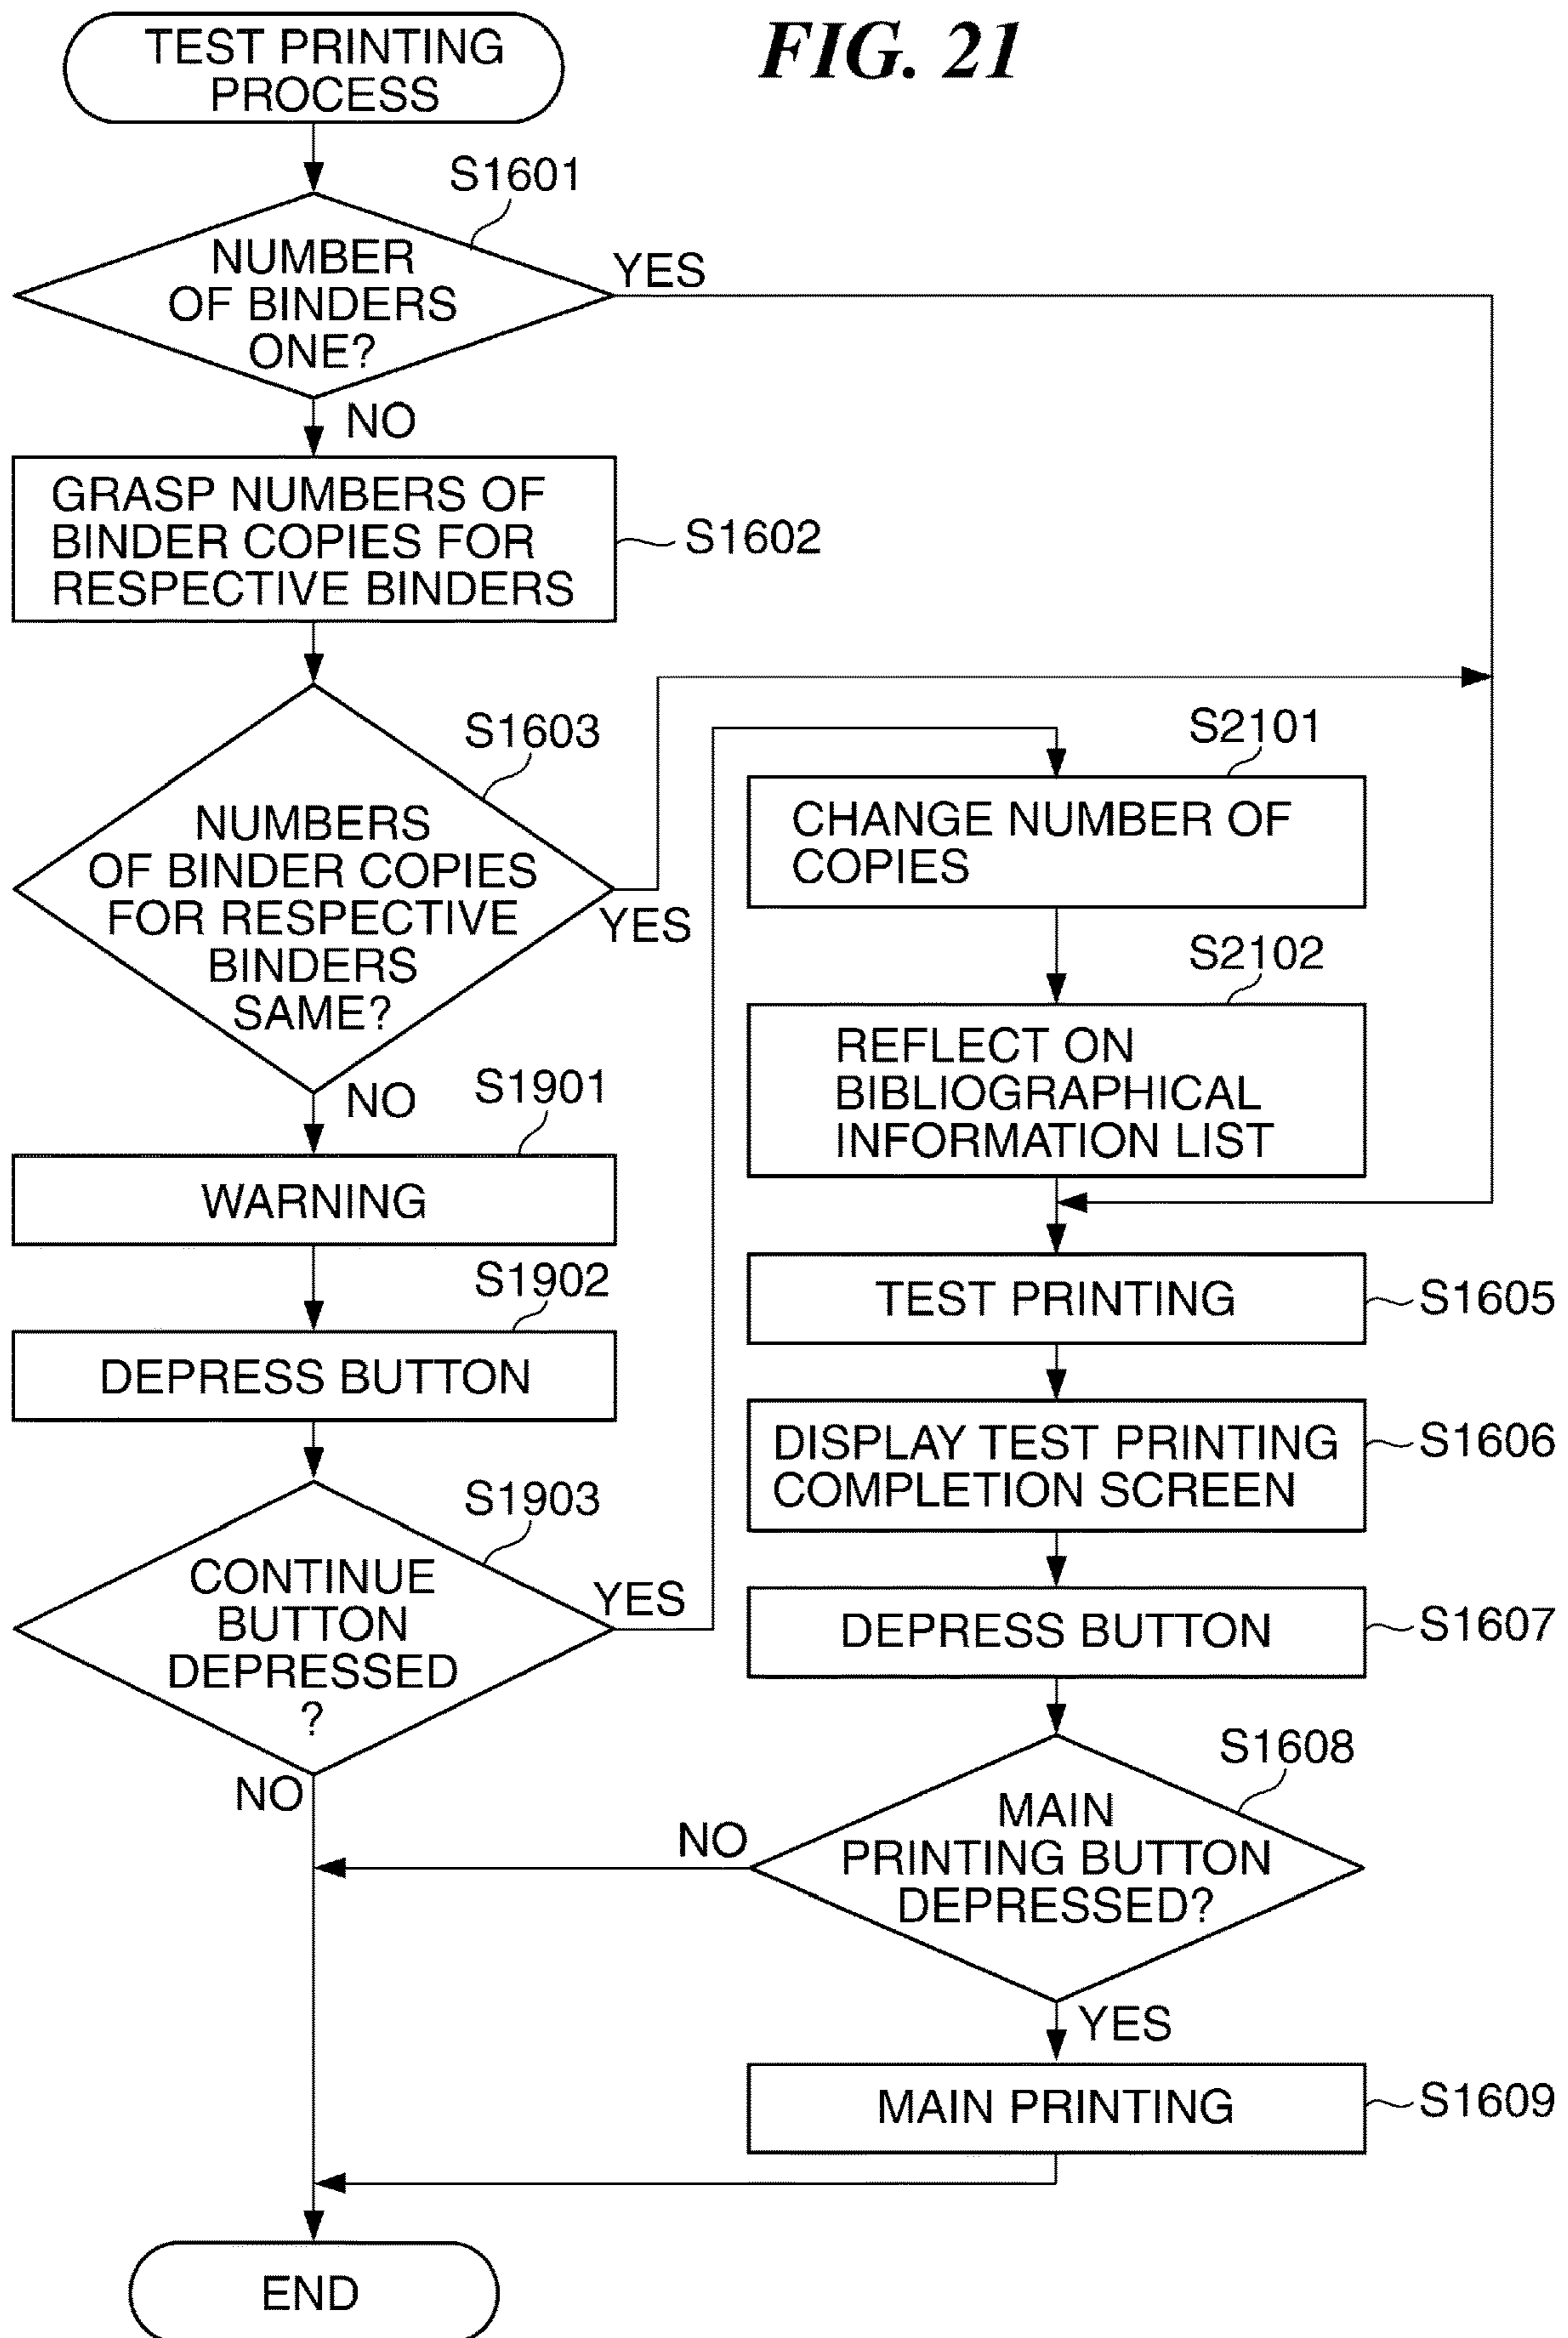 FIG. 21
TEST PRINTING
PROCESS
S1601
NUMBER
OF BINDERS
ONE?
YES
NO
GRASP NUMBERS OF
BINDER COPIES FOR
RESPECTIVE BINDERS
S1602
S1603
NUMBERS
OF BINDER COPIES
FOR RESPECTIVE
BINDERS
SAME?
YES
NO
S1901
WARNING
S1902
DEPRESS BUTTON
S1903
CONTINUE
BUTTON
DEPRESSED
?
YES
NO
S2101
CHANGE NUMBER OF
COPIES
S2102
REFLECT ON
BIBLIOGRAPHICAL
INFORMATION LIST
TEST PRINTING
S1605
DISPLAY TEST PRINTING
COMPLETION SCREEN
S1606
DEPRESS BUTTON
S1607
S1608
MAIN
PRINTING BUTTON
DEPRESSED?
NO
YES
MAIN PRINTING
S1609
END